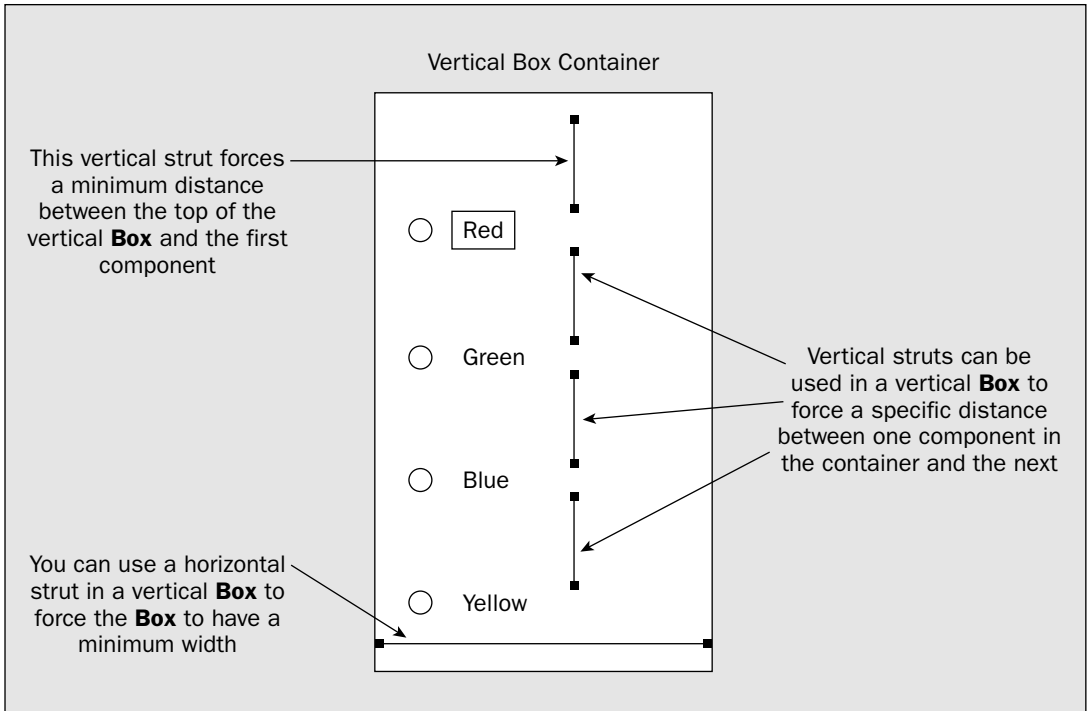 Vertical Box Container
This vertical strut forces
a minimum distance
between the top of the
vertical Box and the first
component
Red
Green
Blue
Yellow
Vertical struts can be
used in a vertical Box to
force a specific distance
between one component in
the container and the next
You can use a horizontal
strut in a vertical Box to
force the Box to have a
minimum width